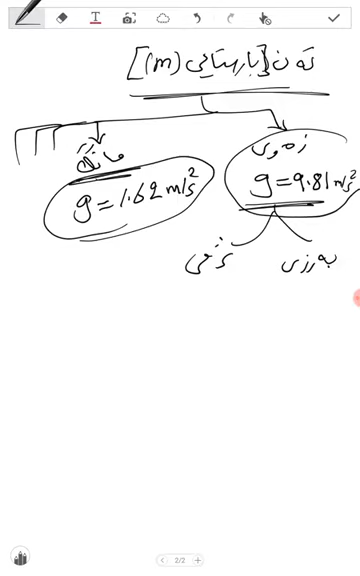 تەن [بارستایی (m)]
زەوی
g = 9.81 m/s²
مانگ
g = 1.62 m/s²
بەرزی
نزمی
2/2